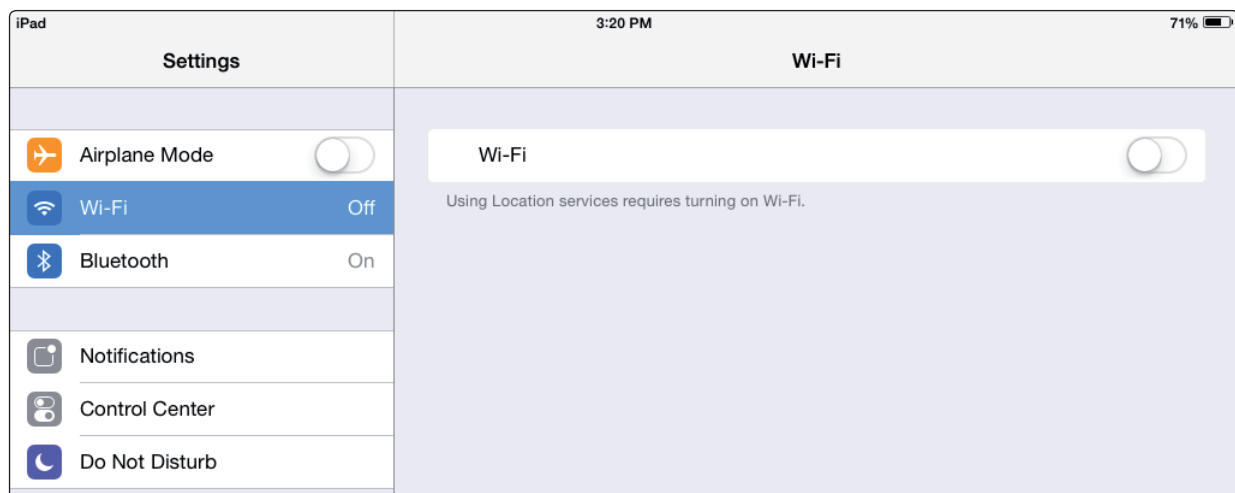 iPad 3:20 PM 71%
Settings Wi-Fi
Airplane Mode
Wi-Fi Off
Bluetooth On
Notifications
Control Center
Do Not Disturb
Wi-Fi
Using Location services requires turning on Wi-Fi.